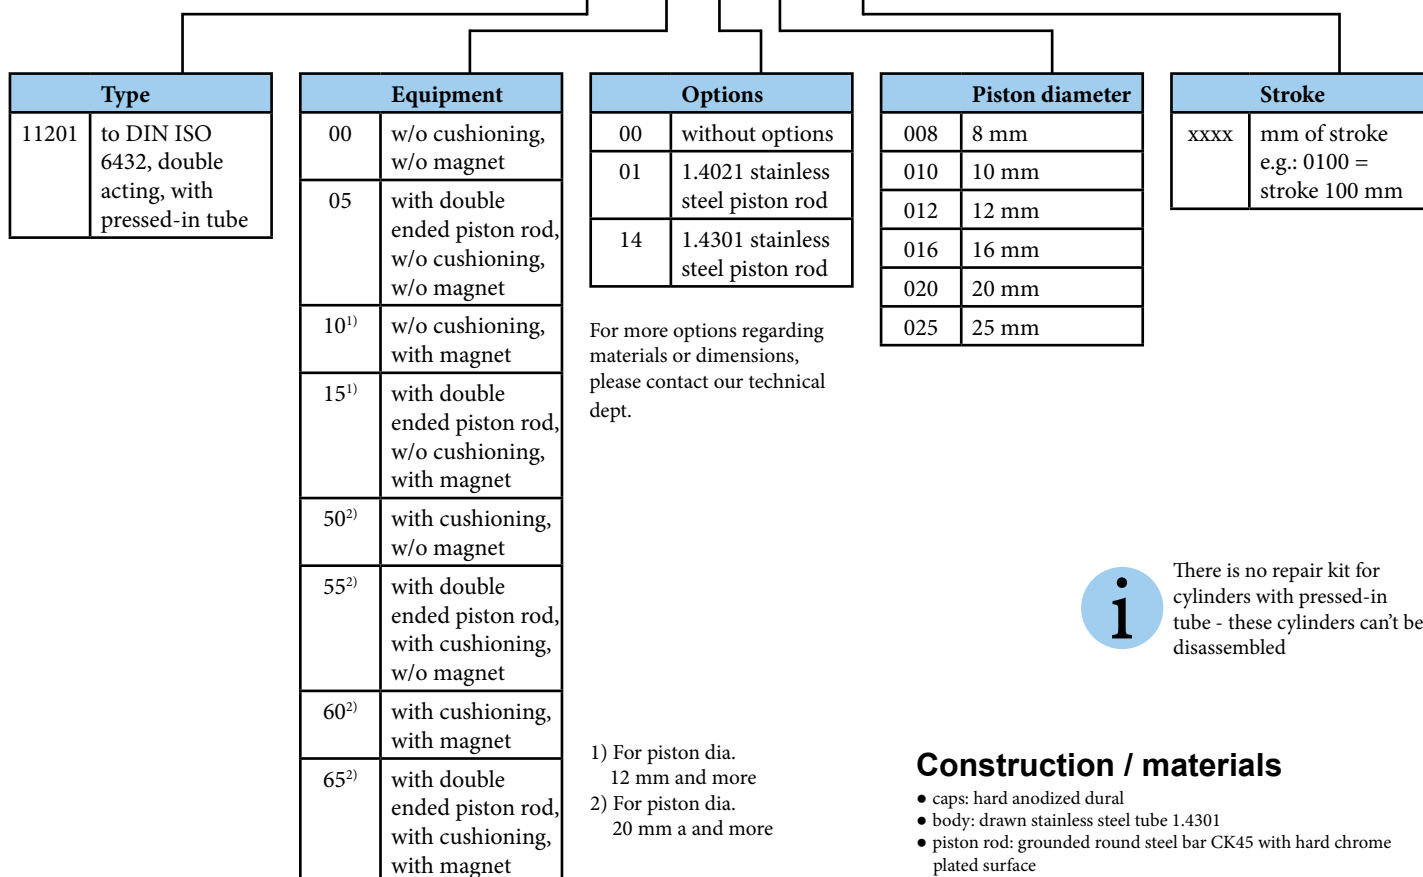 Type
11201 to DIN ISO
6432, double
acting, with
pressed-in tube
Equipment
00 w/o cushioning,
w/o magnet
05 with double
ended piston rod,
w/o cushioning,
w/o magnet
10¹⁾ w/o cushioning,
with magnet
15¹⁾ with double
ended piston rod,
w/o cushioning,
with magnet
50²⁾ with cushioning,
w/o magnet
55²⁾ with double
ended piston rod,
with cushioning,
w/o magnet
60²⁾ with cushioning,
with magnet
65²⁾ with double
ended piston rod,
with cushioning,
with magnet
Options
00 without options
01 1.4021 stainless
steel piston rod
14 1.4301 stainless
steel piston rod
For more options regarding
materials or dimensions,
please contact our technical
dept.
1) For piston dia.
12 mm and more
2) For piston dia.
20 mm a and more
Piston diameter
008 8 mm
010 10 mm
012 12 mm
016 16 mm
020 20 mm
025 25 mm
Stroke
xxxx mm of stroke
e.g.: 0100 =
stroke 100 mm
i
There is no repair kit for
cylinders with pressed-in
tube - these cylinders can't be
disassembled
Construction / materials
● caps: hard anodized dural
● body: drawn stainless steel tube 1.4301
● piston rod: grounded round steel bar CK45 with hard chrome
plated surface